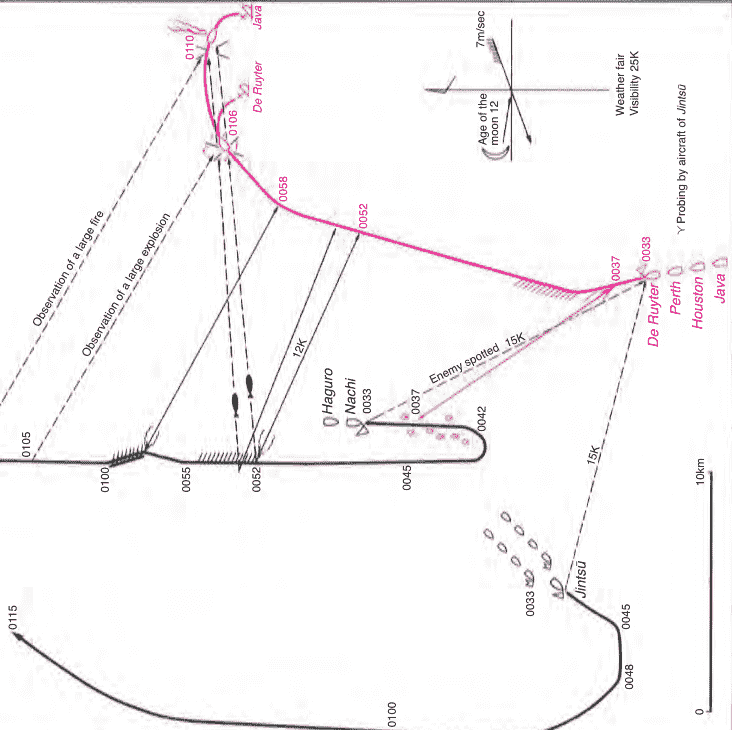 Java
0110
De Ruyter
0106
7m/sec
Age of the
moon 12
Weather fair
Visibility 25K
Observation of a large fire
Observation of a large explosion
0058
0052
12K
Υ Probing by aircraft of Jintsū
0037
0033
De Ruyter
Perth
Houston
Java
Enemy spotted 15K
Haguro
Nachi
0033
0037
0042
0045
0105
0100
0055
0052
15K
10km
0
0033
Jintsū
0045
0048
0115
0100